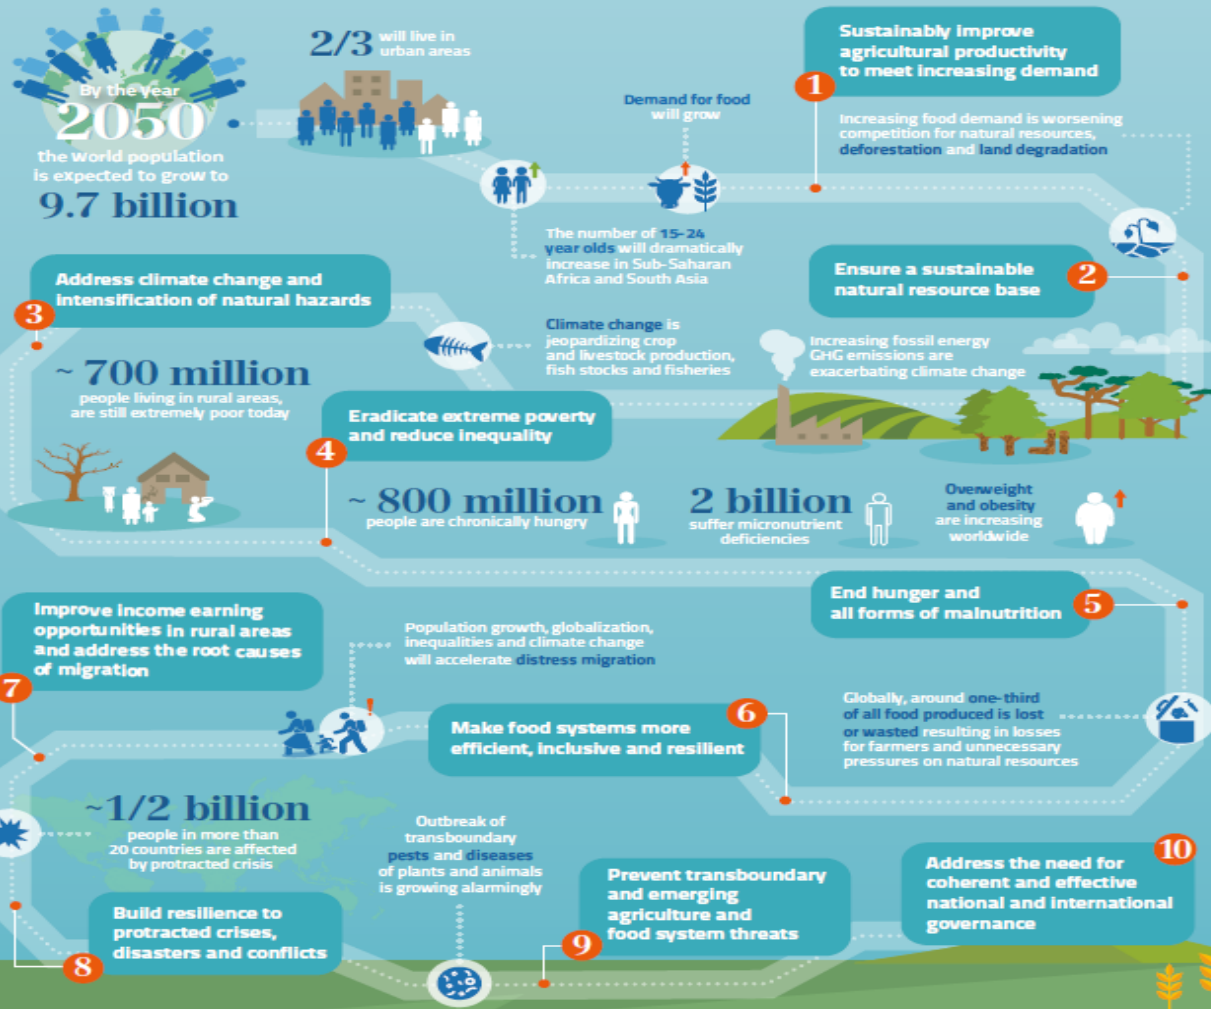 By the year
2050
the world population
is expected to grow to
9.7 billion
2/3 will live in
urban areas
Demand for food
will grow
The number of 15-24
year olds will dramatically
increase in Sub-Saharan
Africa and South Asia
1
Sustainably improve
agricultural productivity
to meet increasing demand
Increasing food demand is worsening
competition for natural resources,
deforestation and land degradation
2
Ensure a sustainable
natural resource base
Increasing fossil energy
GHG emissions are
exacerbating climate change
Climate change is
jeopardizing crop
and livestock production,
fish stocks and fisheries
3
Address climate change and
intensification of natural hazards
~ 700 million
people living in rural areas,
are still extremely poor today
4
Eradicate extreme poverty
and reduce inequality
~ 800 million
people are chronically hungry
2 billion
suffer micronutrient
deficiencies
Overweight
and obesity
are increasing
worldwide
5
End hunger and
all forms of malnutrition
Globally, around one-third
of all food produced is lost
or wasted resulting in losses
for farmers and unnecessary
pressures on natural resources
6
Make food systems more
efficient, inclusive and resilient
Population growth, globalization,
inequalities and climate change
will accelerate distress migration
!
7
Improve income earning
opportunities in rural areas
and address the root causes
of migration
~1/2 billion
people in more than
20 countries are affected
by protracted crisis
8
Build resilience to
protracted crises,
disasters and conflicts
Outbreak of
transboundary
pests and diseases
of plants and animals
is growing alarmingly
9
Prevent transboundary
and emerging
agriculture and
food system threats
10
Address the need for
coherent and effective
national and international
governance